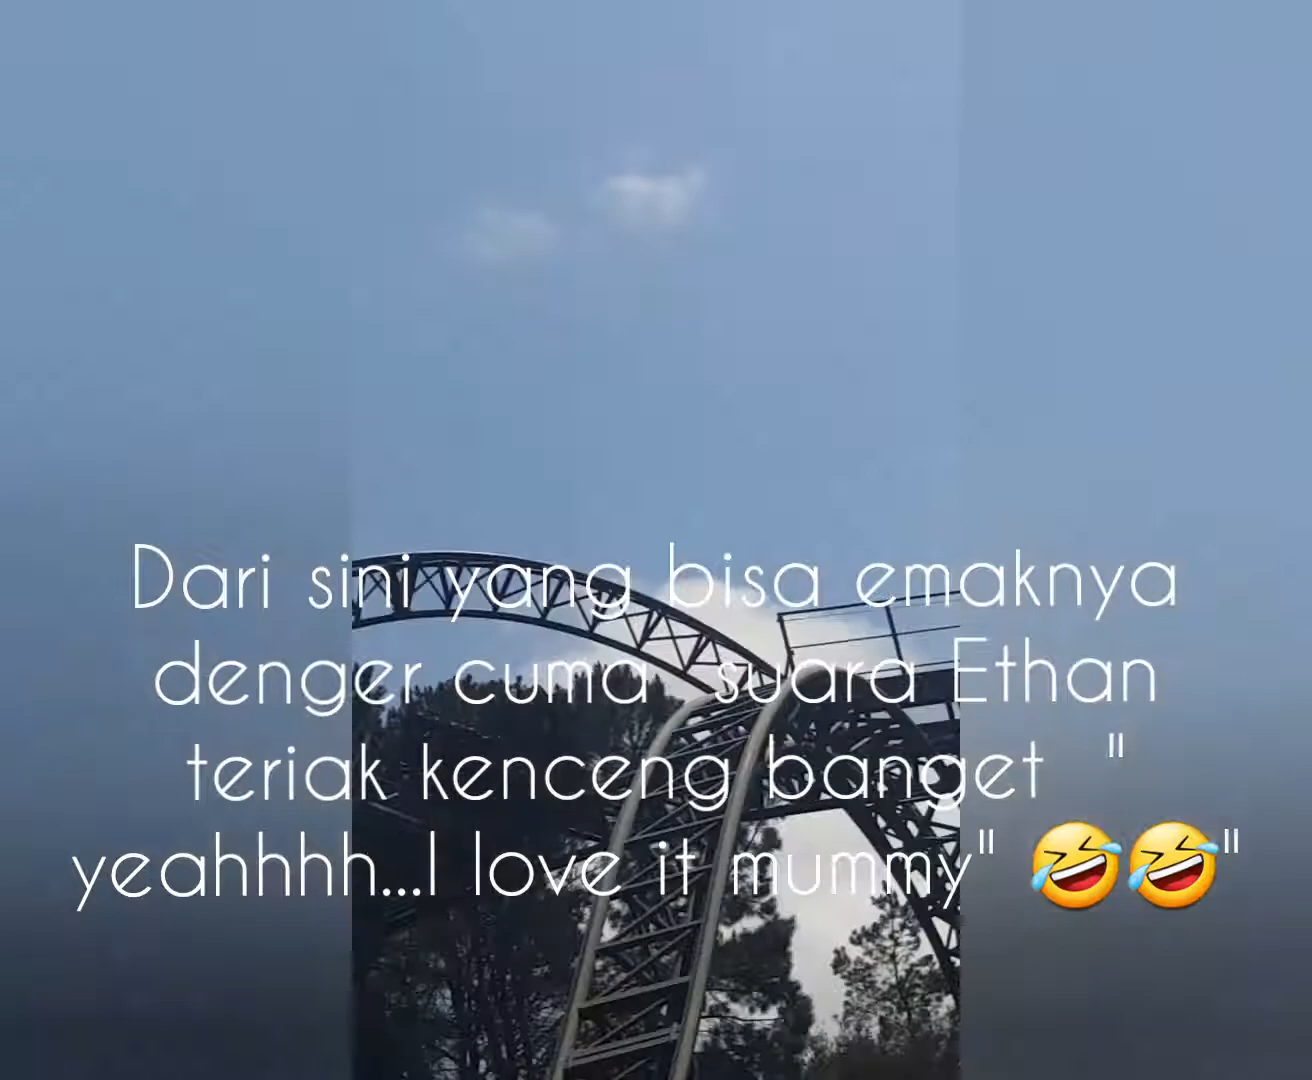 Dari sini yang bisa emaknya
denger cuma suara Ethan
teriak kenceng banget "
yeahhhh...I love it mummy" 🤣🤣"